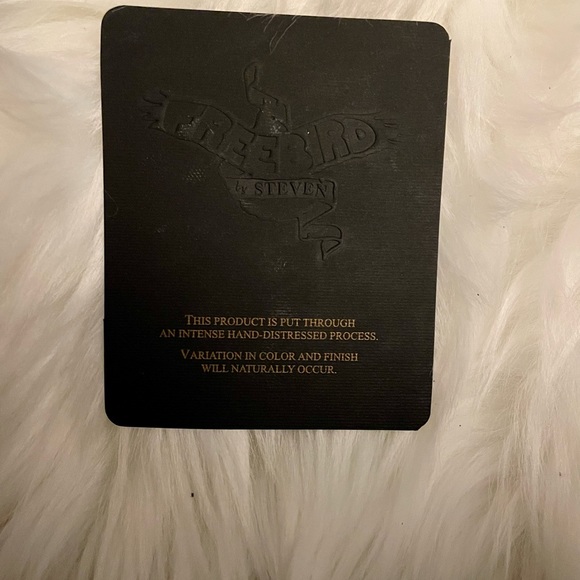 FREEBIRD
by STEVEN
THIS PRODUCT IS PUT THROUGH
AN INTENSE HAND-DISTRESSED PROCESS.
VARIATION IN COLOR AND FINISH
WILL NATURALLY OCCUR.